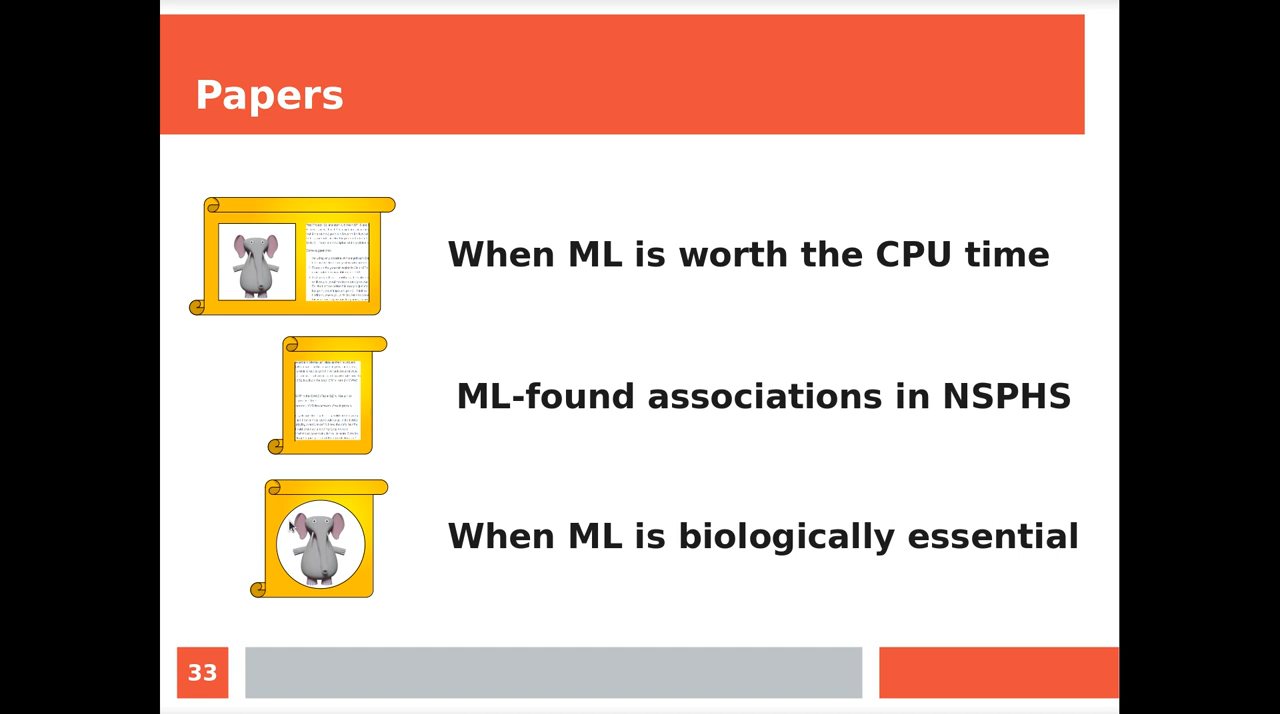 Papers
When ML is worth the CPU time
ML-found associations in NSPHS
When ML is biologically essential
33